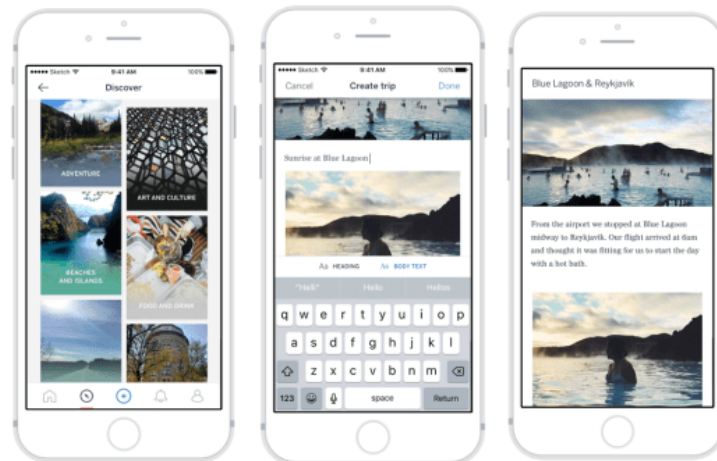 Sketch 9:41 AM 100%
Discover
ADVENTURE
ART AND CULTURE
BEACHES
AND ISLANDS
FOOD AND DRINK
Sketch 9:41 AM 100%
Cancel Create trip Done
Sunrise at Blue Lagoon
Aa HEADING Aa BODY TEXT
"Hell" Hello Hellos
q w e r t y u i o p
a s d f g h j k l
z x c v b n m
123 space Return
Blue Lagoon & Reykjavík
From the airport we stopped at Blue Lagoon
midway to Reykjavík. Our flight arrived at 6am
and thought it was fitting for us to start the day
with a hot bath.